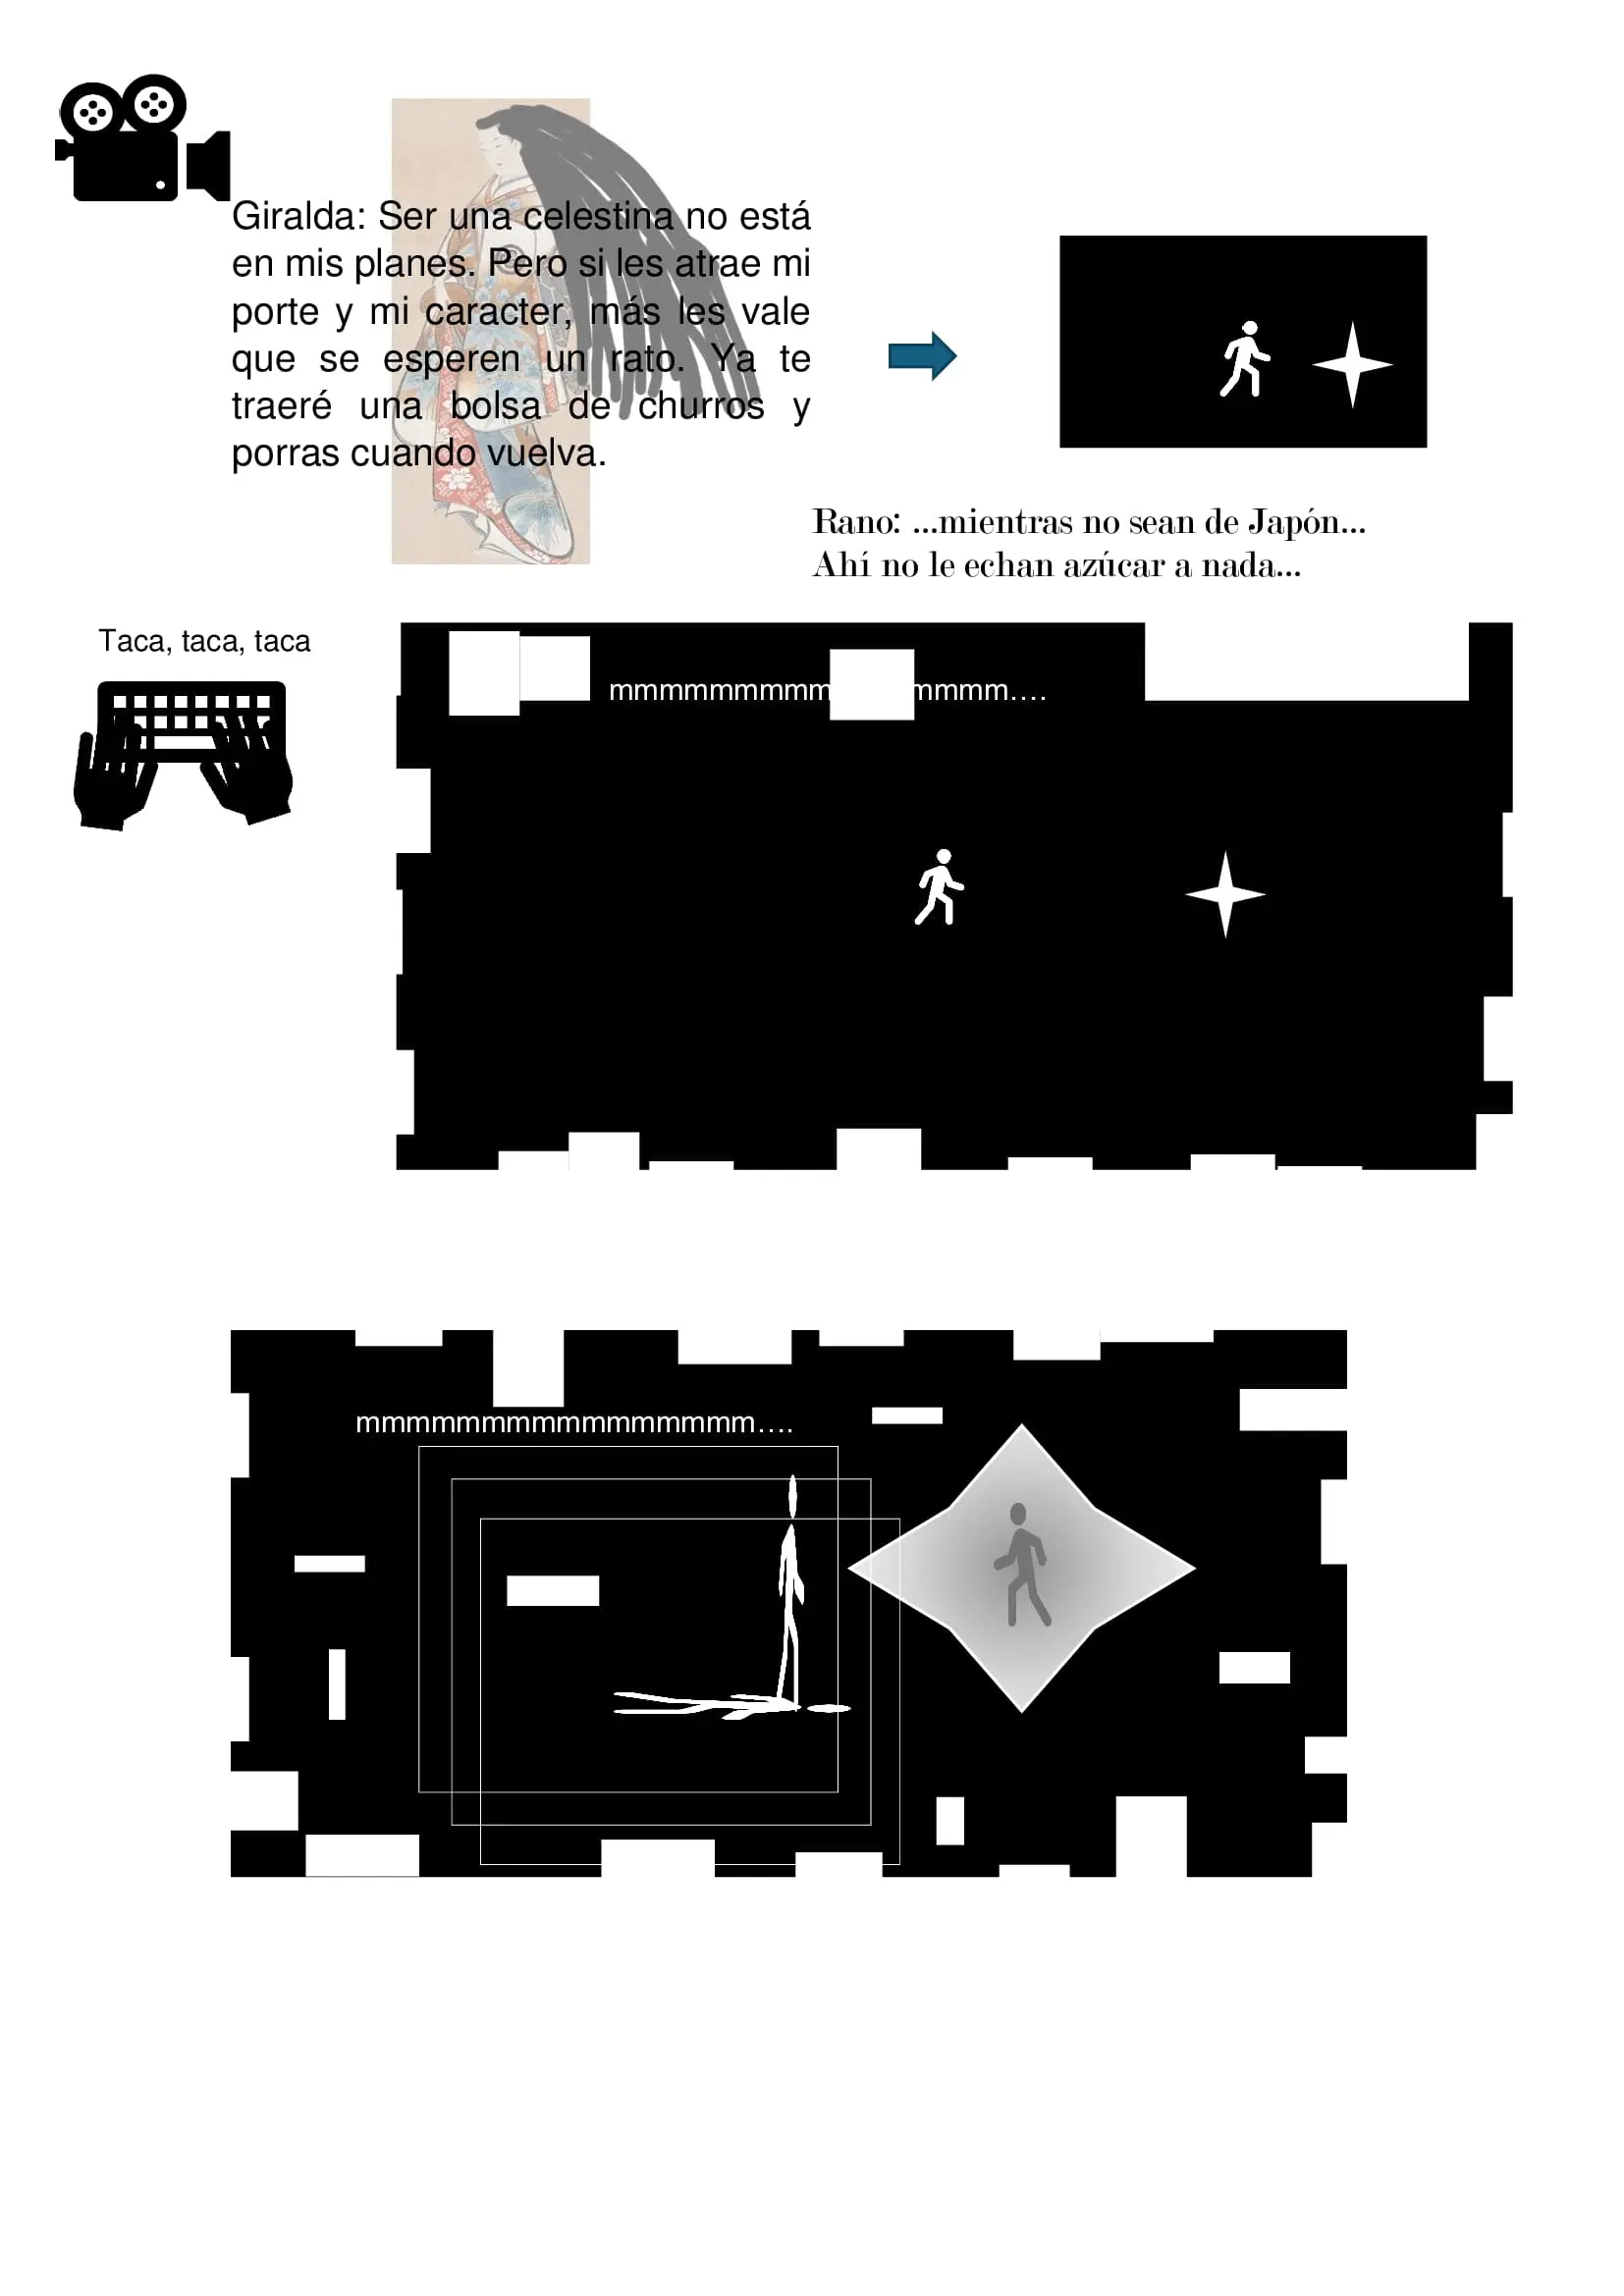 Giralda: Ser una celestina no está
en mis planes. Pero si les atrae mi
porte y mi caracter, más les vale
que se esperen un rato. Ya te
traeré una bolsa de churros y
porras cuando vuelva.
Rano: ...mientras no sean de Japón...
Ahí no le echan azúcar a nada...
Taca, taca, taca
mmmmmmmmm mmmm....
mmmmmmmmmmmmmmmm....